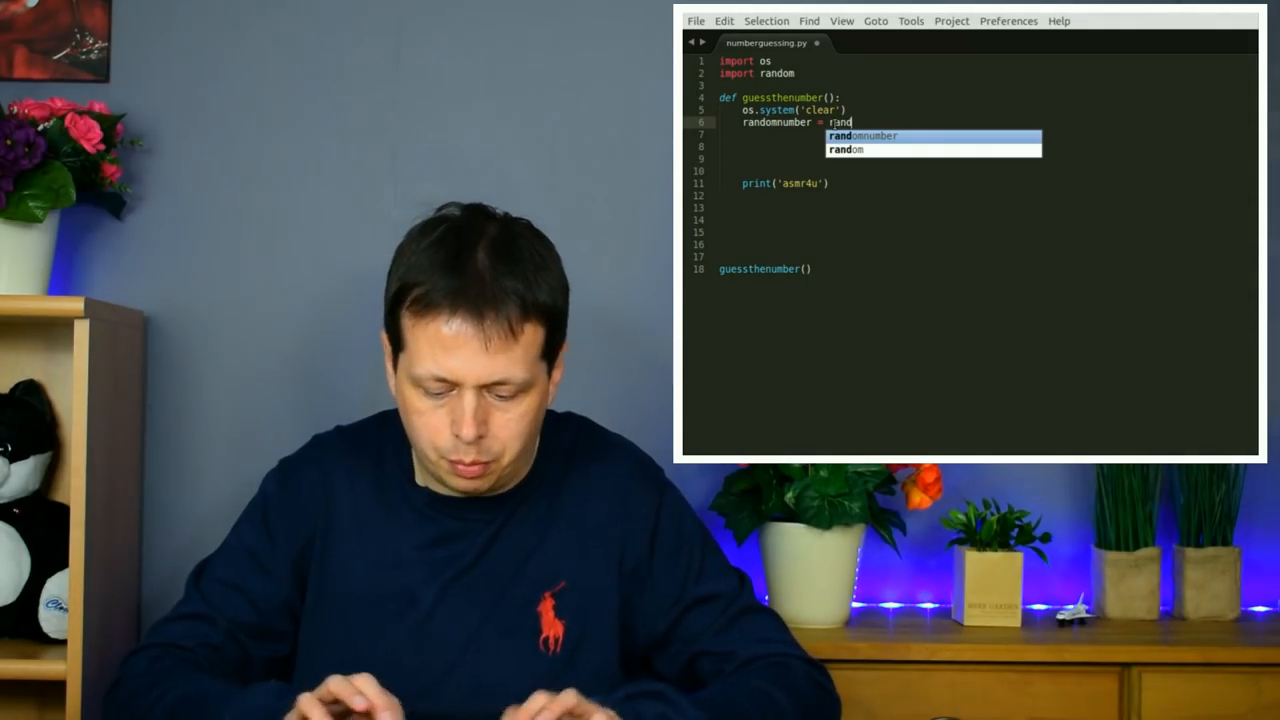 File Edit Selection Find View Goto Tools Project Preferences Help
numberguessing.py
1 import os
2 import random
3
4 def guessthenumber():
5 os.system('clear')
6 randomnumber = rand
7 randomnumber
8 random
9
10
11 print('asmr4u')
12
13
14
15
16
17
18 guessthenumber()
HERB GARDEN